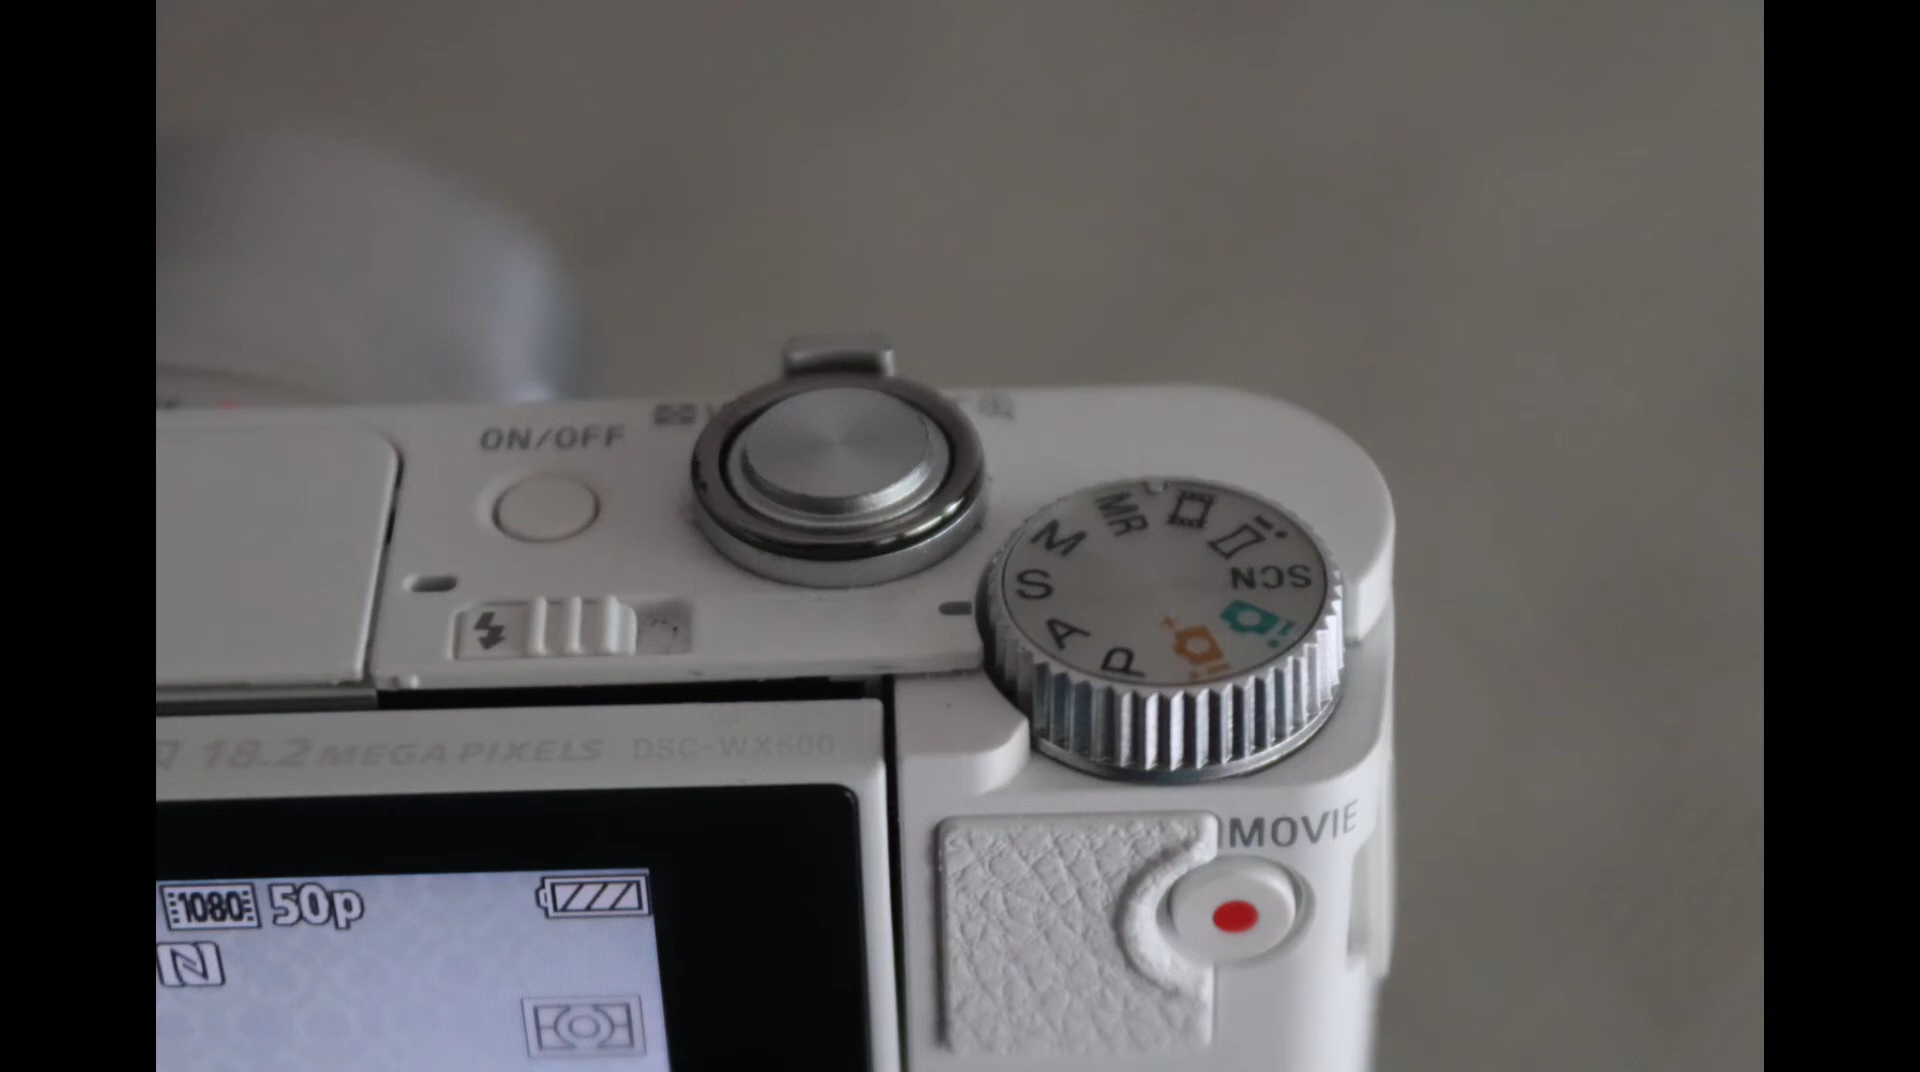 ON/OFF
MR
M
S
A
P
SCN
i
i+
18.2 MEGA PIXELS DSC-WX500
MOVIE
1080 50p
N